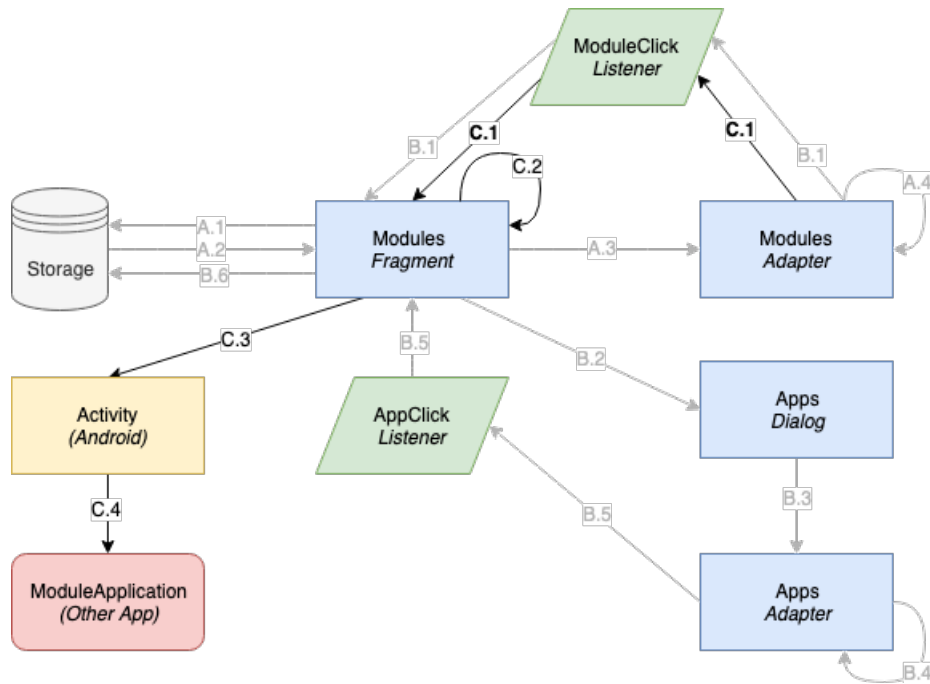 ModuleClick
Listener
B.1
C.1
C.1
B.1
C.2
A.4
Storage
A.1
A.2
B.6
Modules
Fragment
A.3
Modules
Adapter
C.3
B.5
B.2
Activity
(Android)
AppClick
Listener
Apps
Dialog
C.4
B.5
B.3
ModuleApplication
(Other App)
Apps
Adapter
B.4